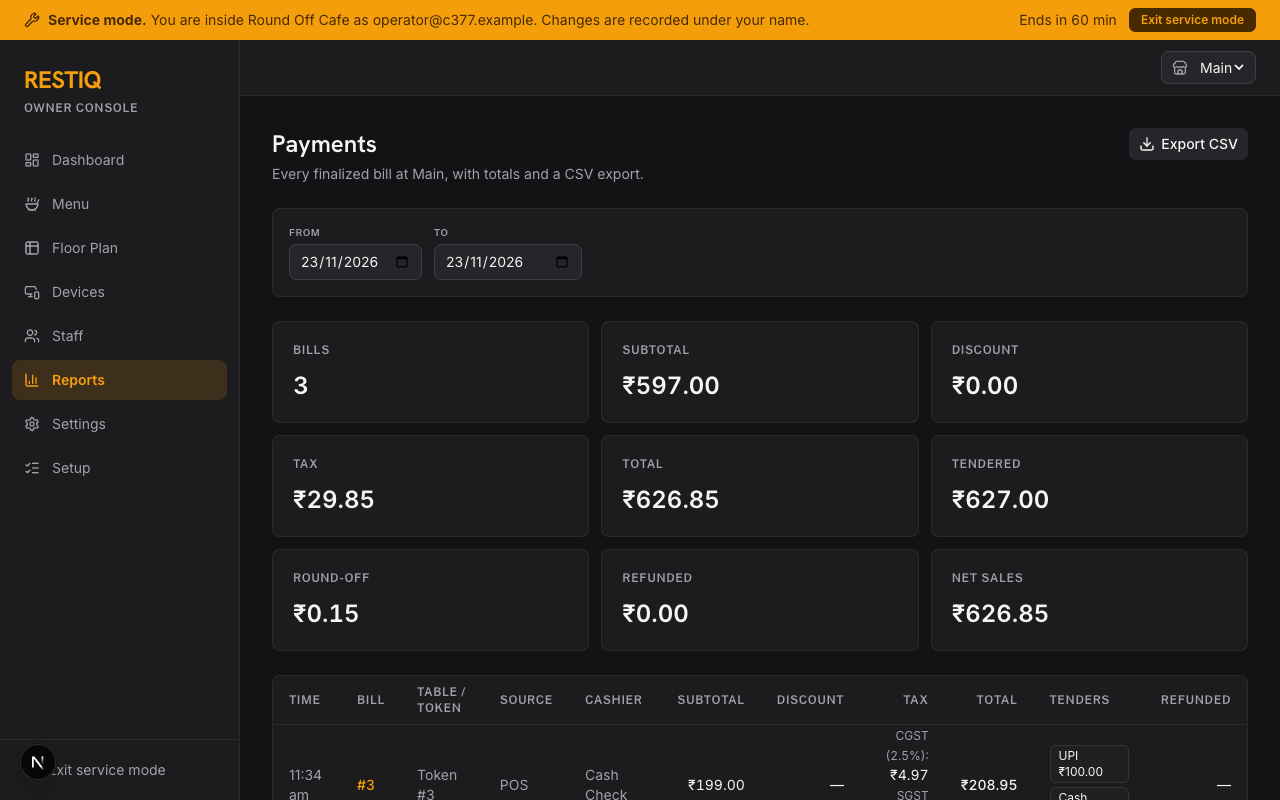 Service mode. You are inside Round Off Cafe as operator@c377.example. Changes are recorded under your name.
Ends in 60 min
Exit service mode
RESTIQ
OWNER CONSOLE
Main
Dashboard
Menu
Floor Plan
Devices
Staff
Reports
Settings
Setup
Exit service mode
N
Payments
Export CSV
Every finalized bill at Main, with totals and a CSV export.
FROM
TO
23/11/2026
23/11/2026
BILLS
3
SUBTOTAL
₹597.00
DISCOUNT
₹0.00
TAX
₹29.85
TOTAL
₹626.85
TENDERED
₹627.00
ROUND-OFF
₹0.15
REFUNDED
₹0.00
NET SALES
₹626.85
TIME
BILL
TABLE /
TOKEN
SOURCE
CASHIER
SUBTOTAL
DISCOUNT
TAX
TOTAL
TENDERS
REFUNDED
11:34
am
#3
Token
#3
POS
Cash
Check
₹199.00
—
CGST
(2.5%):
₹4.97
SGST
₹208.95
UPI
₹100.00
Cash
—